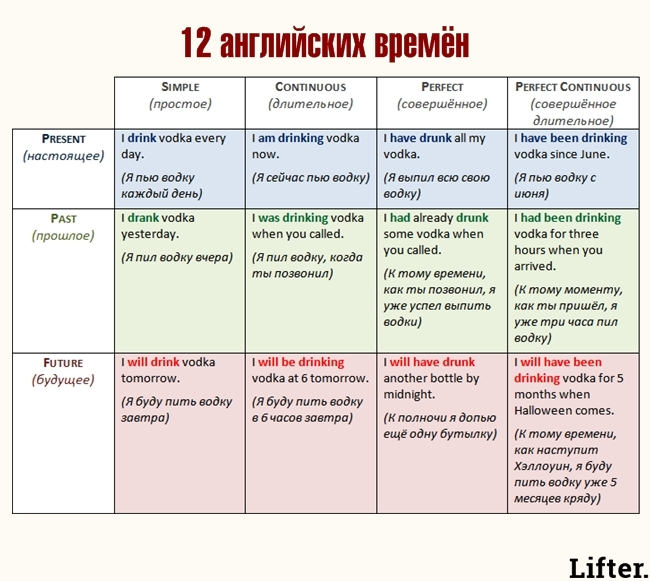 12 английских времён
SIMPLE
(простое)
CONTINUOUS
(длительное)
PERFECT
(совершённое)
PERFECT CONTINUOUS
(совершённое
длительное)
PRESENT
(настоящее)
I drink vodka every
day.
(Я пью водку
каждый день)
I am drinking vodka
now.
(Я сейчас пью водку)
I have drunk all my
vodka.
(Я выпил всю свою
водку)
I have been drinking
vodka since June.
(Я пью водку с
июня)
PAST
(прошлое)
I drank vodka
yesterday.
(Я пил водку вчера)
I was drinking vodka
when you called.
(Я пил водку, когда
ты позвонил)
I had already drunk
some vodka when
you called.
(К тому времени,
как ты позвонил, я
уже успел выпить
водки)
I had been drinking
vodka for three
hours when you
arrived.
(К тому моменту,
как ты пришёл, я
уже три часа пил
водку)
FUTURE
(будущее)
I will drink vodka
tomorrow.
(Я буду пить водку
завтра)
I will be drinking
vodka at 6 tomorrow.
(Я буду пить водку
в 6 часов завтра)
I will have drunk
another bottle by
midnight.
(К полночи я допью
ещё одну бутылку)
I will have been
drinking vodka for 5
months when
Halloween comes.
(К тому времени,
как наступит
Хэллоуин, я буду
пить водку уже 5
месяцев кряду)
Lifter.